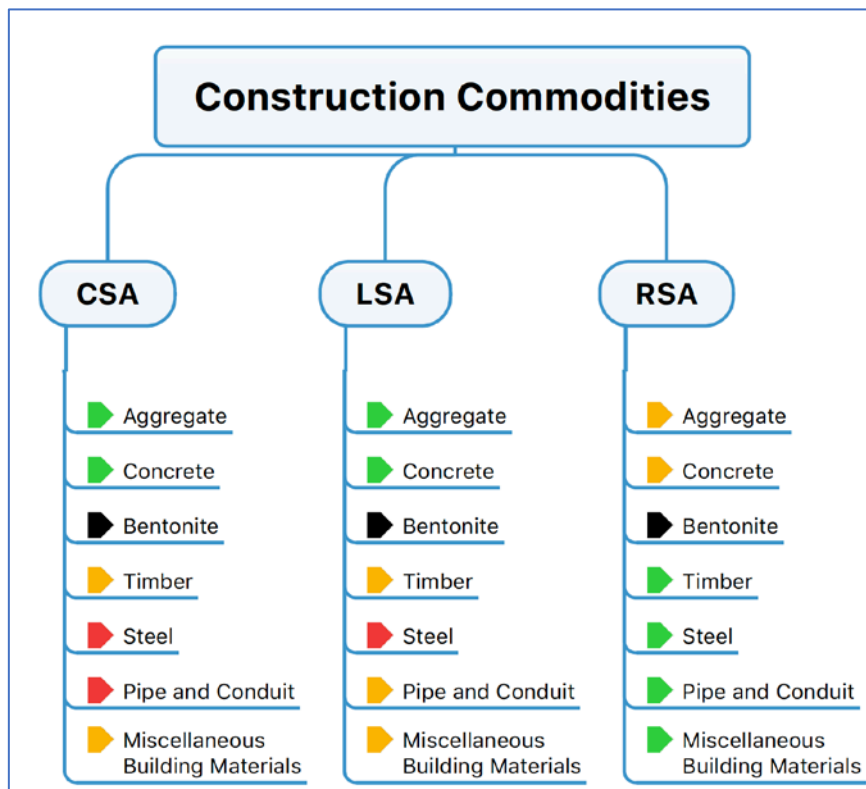 Construction Commodities
CSA
LSA
RSA
Aggregate
Concrete
Bentonite
Timber
Steel
Pipe and Conduit
Miscellaneous
Building Materials
Aggregate
Concrete
Bentonite
Timber
Steel
Pipe and Conduit
Miscellaneous
Building Materials
Aggregate
Concrete
Bentonite
Timber
Steel
Pipe and Conduit
Miscellaneous
Building Materials